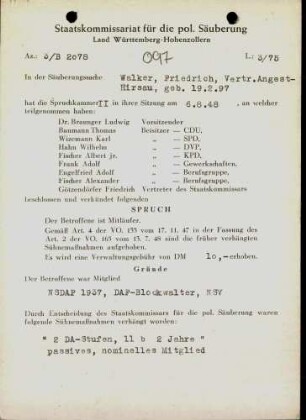 Staatskommissariat für die pol. Säuberung
Land Württemberg-Hohenzollern
Az.: 3/B 2078
L.: 3/75
In der Säuberungssache Walker, Friedrich, Vertr.Angest-
Hirsau, geb. 19.2.97
hat die Spruchkammer II in ihrer Sitzung am 6.8.48 , an welcher
teilgenommen haben:
Dr. Brenner Ludwig Vorsitzender
Baumann Thomas Beisitzer — CDU,
Wizemann Karl „ — SPD,
Hahn Wilhelm „ — DVP,
Fischer Albert jr. „ — KPD,
Frank Adolf „ — Gewerkschaften,
Engelfried Adolf „ — Berufsgruppe,
Fischer Alexander „ — Berufsgruppe,
Götzendörfer Friedrich Vertreter des Staatskommissars
beschlossen und verkündet folgenden
SPRUCH
Der Betroffene ist Mitläufer.
Gemäß Art. 4 der VO. 133 vom 17. 11. 47 in der Fassung des
Art. 2 der VO. 165 vom 13. 7. 48 sind die früher verhängten
Sühnemaßnahmen aufgehoben.
Es wird eine Verwaltungsgebühr von DM 10,- erhoben.
Gründe
Der Betroffene war Mitglied
NSDAP 1937, DAF-Blockwalter, NSV
Durch Entscheidung des Staatskommissars für die pol. Säuberung waren
folgende Sühnemaßnahmen verhängt worden:
" 2 DA-Stufen, 11 b 2 Jahre "
passives, nominelles Mitglied